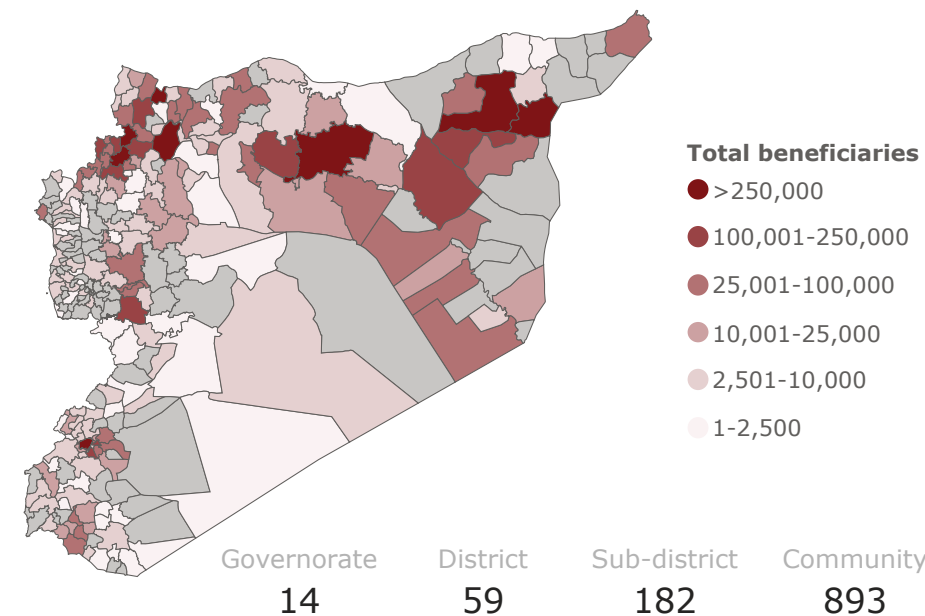 Total beneficiaries
>250,000
100,001-250,000
25,001-100,000
10,001-25,000
2,501-10,000
1-2,500
Governorate District Sub-district Community
14 59 182 893